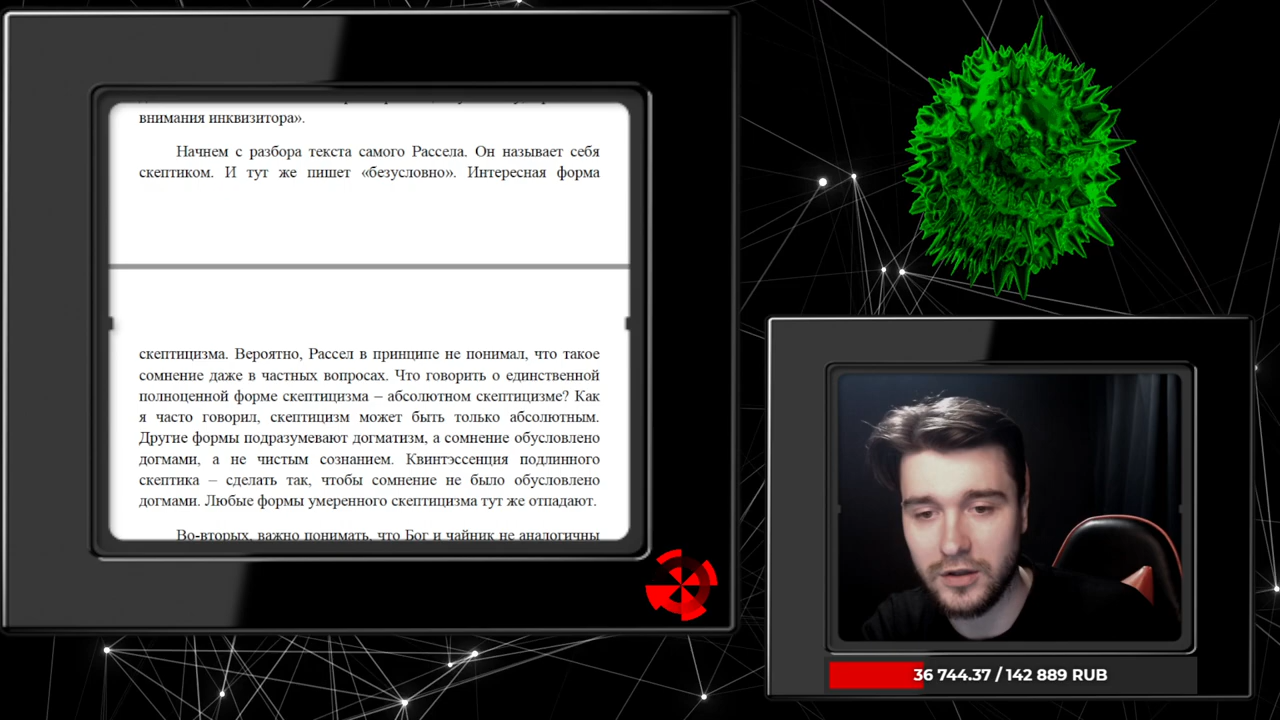 внимания инквизитора».
Начнем с разбора текста самого Рассела. Он называет себя
скептиком. И тут же пишет «безусловно». Интересная форма
скептицизма. Вероятно, Рассел в принципе не понимал, что такое
сомнение даже в частных вопросах. Что говорить о единственной
полноценной форме скептицизма – абсолютном скептицизме? Как
я часто говорил, скептицизм может быть только абсолютным.
Другие формы подразумевают догматизм, а сомнение обусловлено
догмами, а не чистым сознанием. Квинтэссенция подлинного
скептика – сделать так, чтобы сомнение не было обусловлено
догмами. Любые формы умеренного скептицизма тут же отпадают.
Во-вторых, важно понимать, что Бог и чайник не аналогичны
36 744.37 / 142 889 RUB